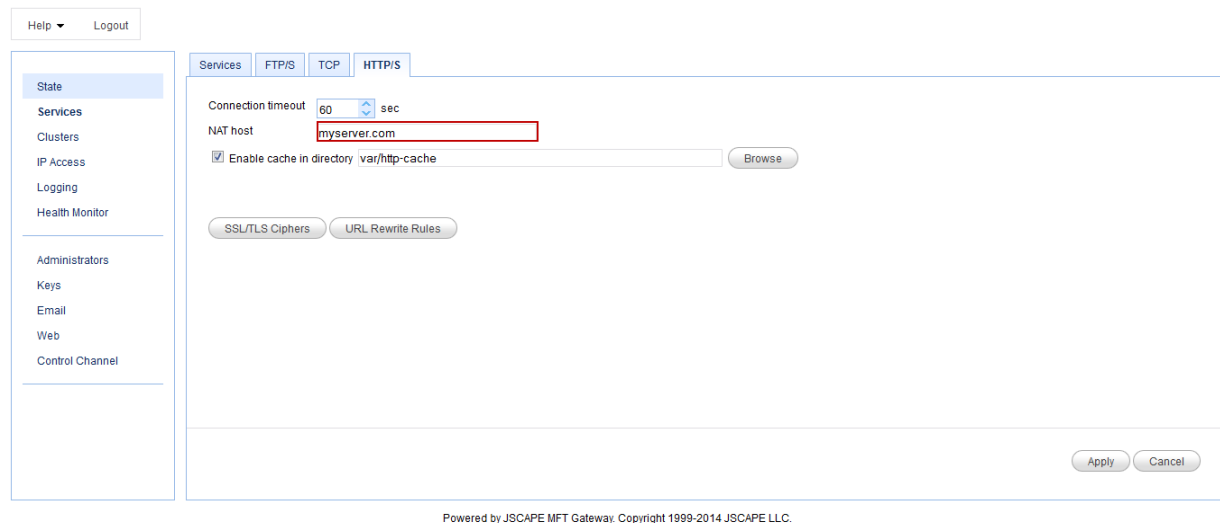 Help Logout
Services FTP/S TCP HTTP/S
State
Services
Clusters
IP Access
Logging
Health Monitor
Administrators
Keys
Email
Web
Control Channel
Connection timeout 60 sec
NAT host myserver.com
Enable cache in directory var/http-cache Browse
SSL/TLS Ciphers URL Rewrite Rules
Apply Cancel
Powered by JSCAPE MFT Gateway. Copyright 1999-2014 JSCAPE LLC.